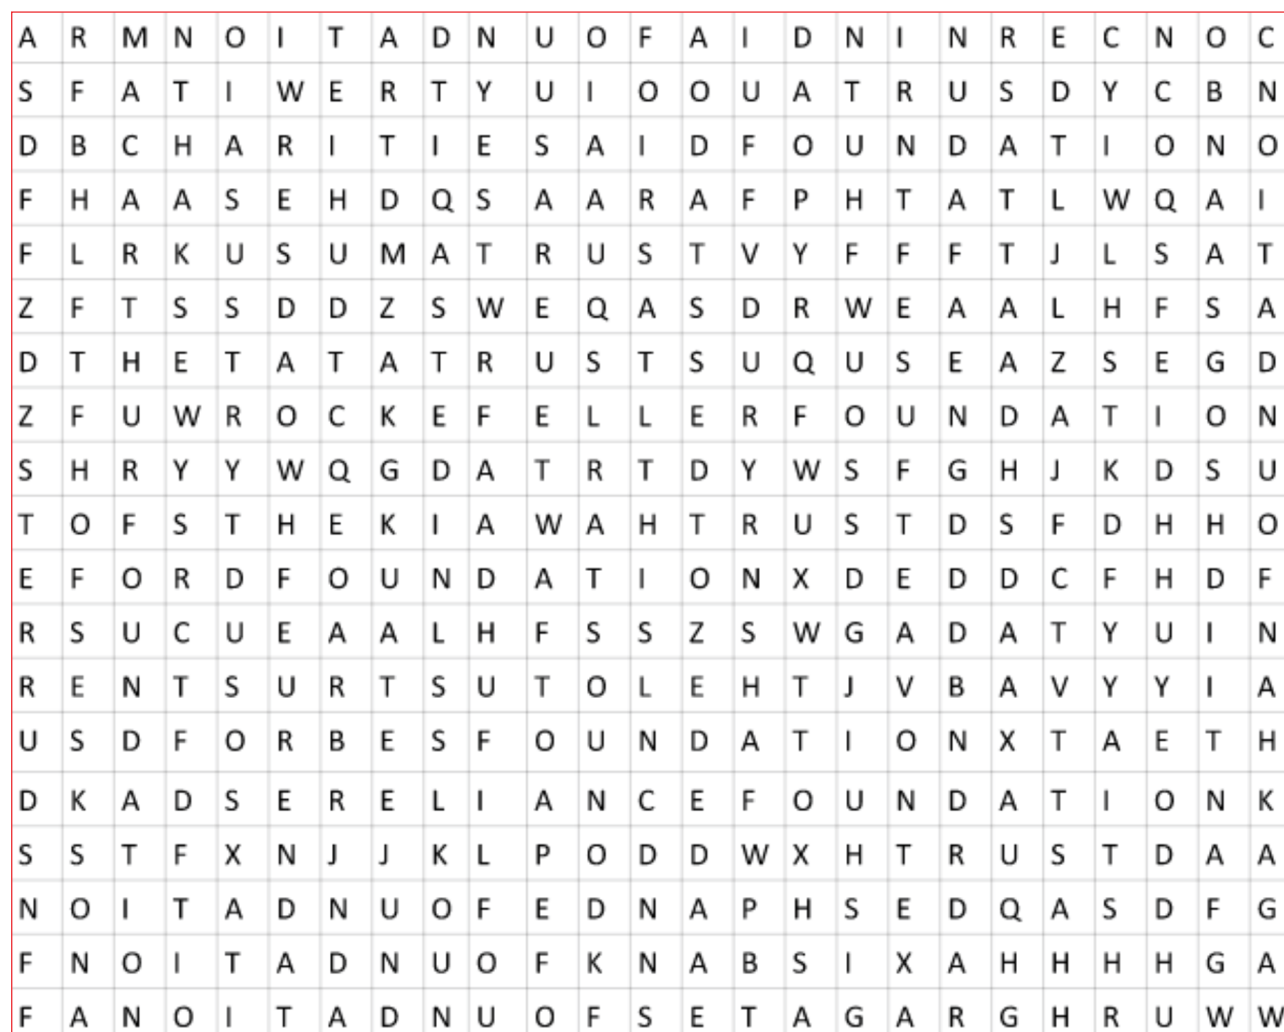 A R M N O I T A D N U O F A I D N I N R E C N O C
S F A T I W E R T Y U I O O U A T R U S D Y C B N
D B C H A R I T I E S A I D F O U N D A T I O N O
F H A A S E H D Q S A A R A F P H T A T L W Q A I
F L R K U S U M A T R U S T V Y F F F T J L S A T
Z F T S S D D Z S W E Q A S D R W E A A L H F S A
D T H E T A T A T R U S T S U Q U S E A Z S E G D
Z F U W R O C K E F E L L E R F O U N D A T I O N
S H R Y Y W Q G D A T R T D Y W S F G H J K D S U
T O F S T H E K I A W A H T R U S T D S F D H H O
E F O R D F O U N D A T I O N X D E D D C F H D F
R S U C U E A A L H F S S Z S W G A D A T Y U I N
R E N T S U R T S U T O L E H T J V B A V Y Y I A
U S D F O R B E S F O U N D A T I O N X T A E T H
D K A D S E R E L I A N C E F O U N D A T I O N K
S S T F X N J J K L P O D D W X H T R U S T D A A
N O I T A D N U O F E D N A P H S E D Q A S D F G
F N O I T A D N U O F K N A B S I X A H H H H G A
F A N O I T A D N U O F S E T A G A R G H R U W W